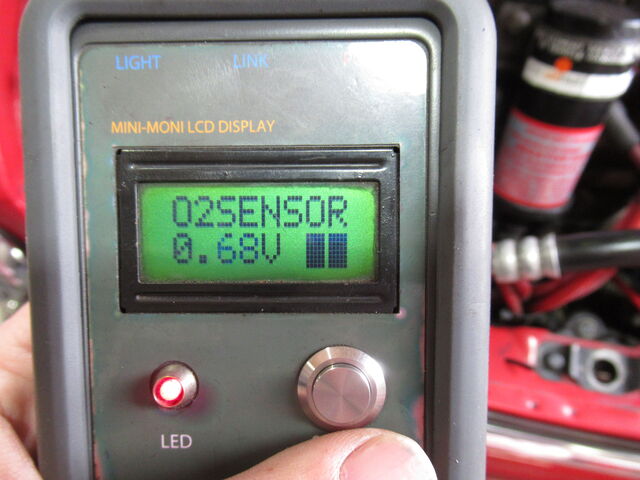 LIGHT LINK
MINI-MONI LCD DISPLAY
O2SENSOR
0.68V
LED